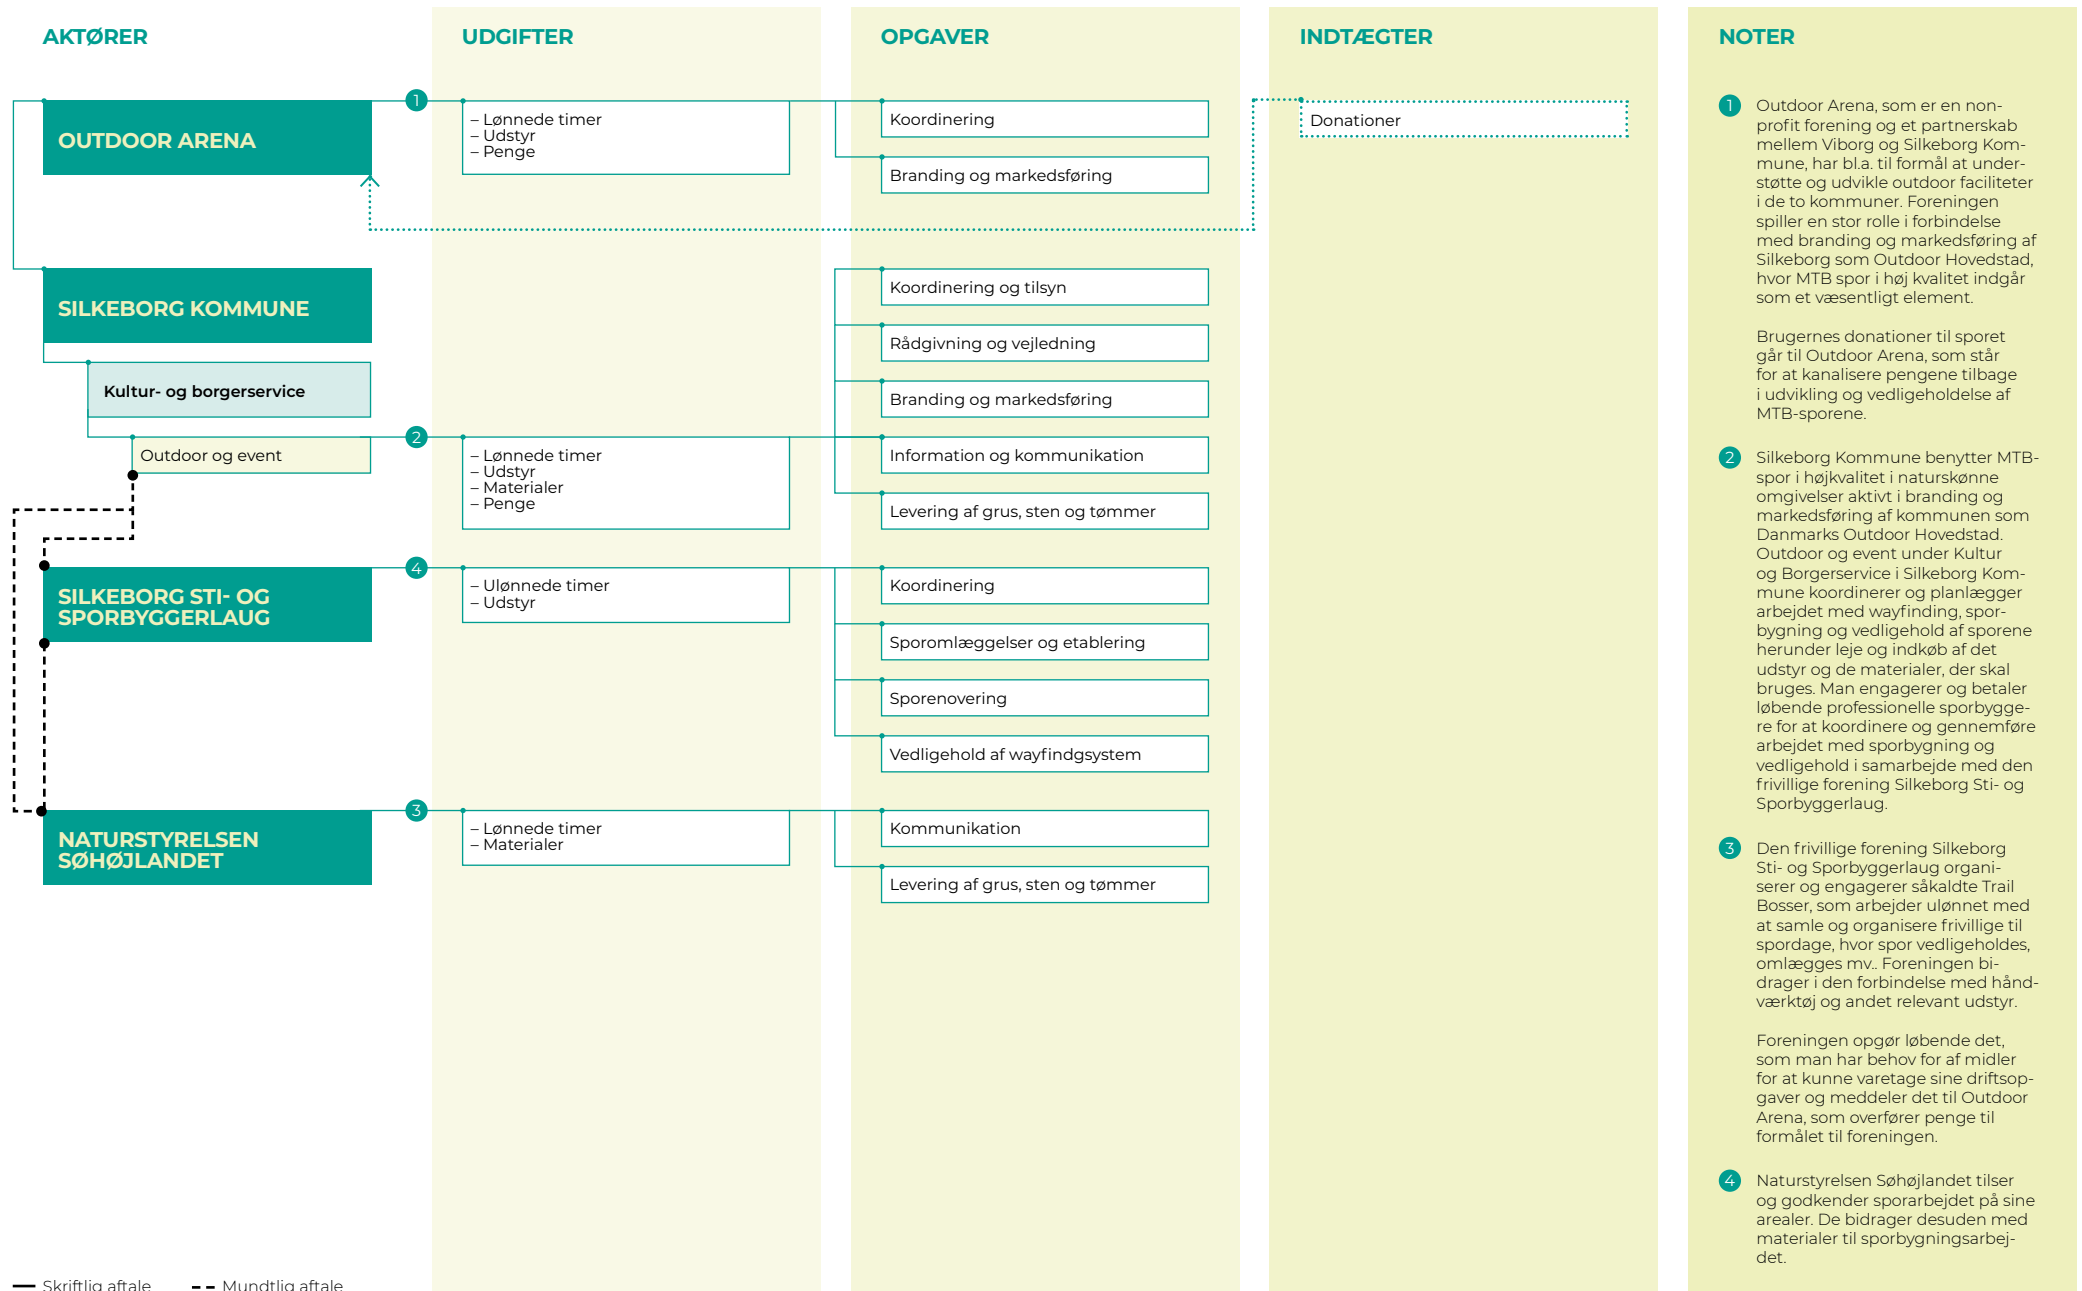 AKTØRER
UDGIFTER
OPGAVER
INDTÆGTER
NOTER
OUTDOOR ARENA
1
– Lønnede timer
– Udstyr
– Penge
Koordinering
Branding og markedsføring
Donationer
SILKEBORG KOMMUNE
Kultur- og borgerservice
Outdoor og event
2
– Lønnede timer
– Udstyr
– Materialer
– Penge
Koordinering og tilsyn
Rådgivning og vejledning
Branding og markedsføring
Information og kommunikation
Levering af grus, sten og tømmer
SILKEBORG STI- OG
SPORBYGGERLAUG
4
– Ulønnede timer
– Udstyr
Koordinering
Sporomlæggelser og etablering
Sporenovering
Vedligehold af wayfindgsystem
NATURSTYRELSEN
SØHØJLANDET
3
– Lønnede timer
– Materialer
Kommunikation
Levering af grus, sten og tømmer
1 Outdoor Arena, som er en non-
profit forening og et partnerskab
mellem Viborg og Silkeborg Kom-
mune, har bl.a. til formål at under-
støtte og udvikle outdoor faciliteter
i de to kommuner. Foreningen
spiller en stor rolle i forbindelse
med branding og markedsføring af
Silkeborg som Outdoor Hovedstad,
hvor MTB spor i høj kvalitet indgår
som et væsentligt element.
Brugernes donationer til sporet
går til Outdoor Arena, som står
for at kanalisere pengene tilbage
i udvikling og vedligeholdelse af
MTB-sporene.
2 Silkeborg Kommune benytter MTB-
spor i højkvalitet i naturskønne
omgivelser aktivt i branding og
markedsføring af kommunen som
Danmarks Outdoor Hovedstad.
Outdoor og event under Kultur
og Borgerservice i Silkeborg Kom-
mune koordinerer og planlægger
arbejdet med wayfinding, spor-
bygning og vedligehold af sporene
herunder leje og indkøb af det
udstyr og de materialer, der skal
bruges. Man engagerer og betaler
løbende professionelle sporbygge-
re for at koordinere og gennemføre
arbejdet med sporbygning og
vedligehold i samarbejde med den
frivillige forening Silkeborg Sti- og
Sporbyggerlaug.
3 Den frivillige forening Silkeborg
Sti- og Sporbyggerlaug organi-
serer og engagerer såkaldte Trail
Bosser, som arbejder ulønnet med
at samle og organisere frivillige til
spordage, hvor spor vedligeholdes,
omlægges mv.. Foreningen bi-
drager i den forbindelse med hånd-
værktøj og andet relevant udstyr.
Foreningen opgør løbende det,
som man har behov for af midler
for at kunne varetage sine driftsop-
gaver og meddeler det til Outdoor
Arena, som overfører penge til
formålet til foreningen.
4 Naturstyrelsen Søhøjlandet tilser
og godkender sporarbejdet på sine
arealer. De bidrager desuden med
materialer til sporbygningsarbej-
det.
Skriftlig aftale
Mundtlig aftale